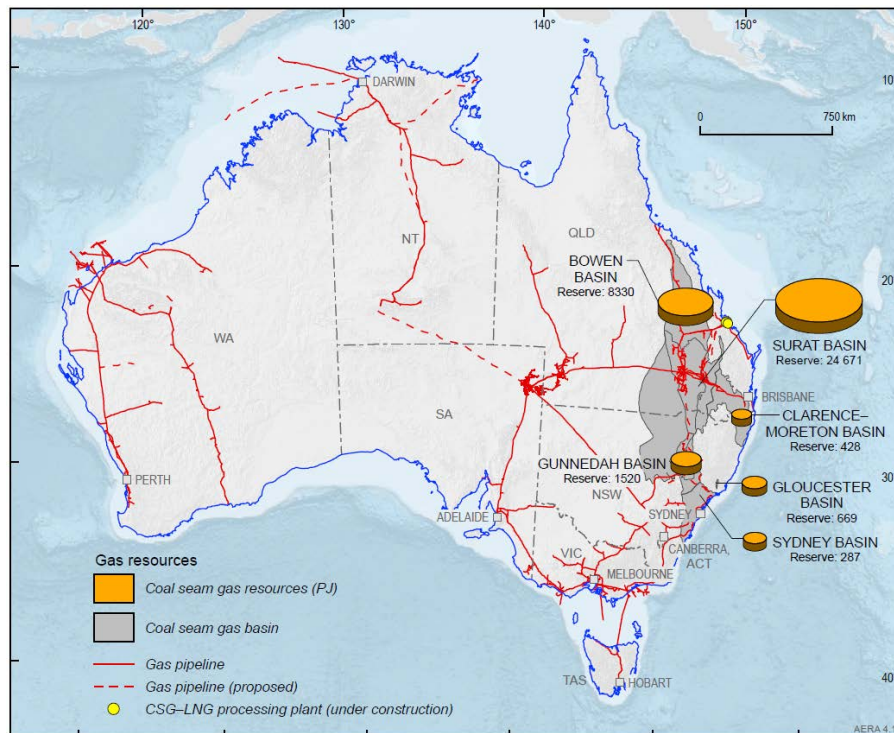 120°
130°
140°
150°
10°
DARWIN
0
750 km
NT
QLD
BOWEN
BASIN
Reserve: 8330
20°
WA
SURAT BASIN
Reserve: 24 671
SA
BRISBANE
CLARENCE–
MORETON BASIN
Reserve: 428
GUNNEDAH BASIN
Reserve: 1520
NSW
30°
PERTH
GLOUCESTER
BASIN
Reserve: 669
ADELAIDE
SYDNEY
SYDNEY BASIN
Reserve: 287
CANBERRA,
ACT
VIC
MELBOURNE
Gas resources
Coal seam gas resources (PJ)
Coal seam gas basin
Gas pipeline
Gas pipeline (proposed)
CSG–LNG processing plant (under construction)
TAS
HOBART
40°